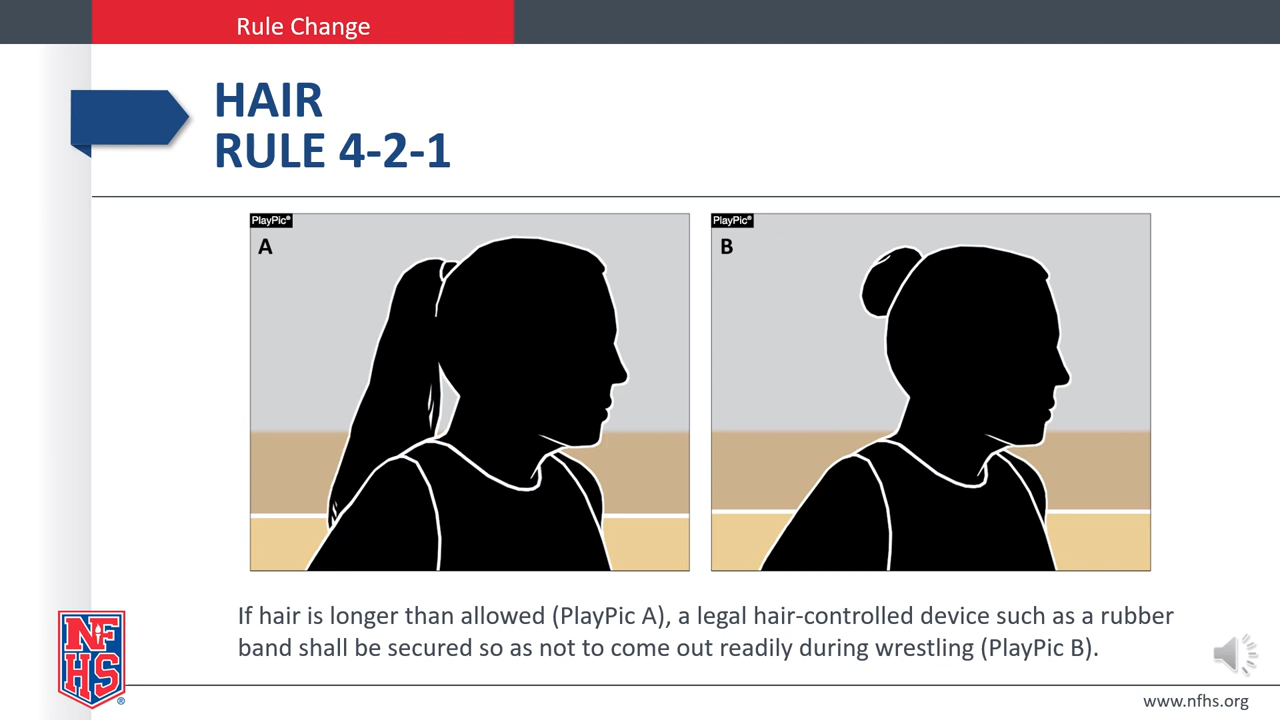 Rule Change
HAIR
RULE 4-2-1
PlayPic®
A
PlayPic®
B
If hair is longer than allowed (PlayPic A), a legal hair-controlled device such as a rubber
band shall be secured so as not to come out readily during wrestling (PlayPic B).
NF
HS®
www.nfhs.org